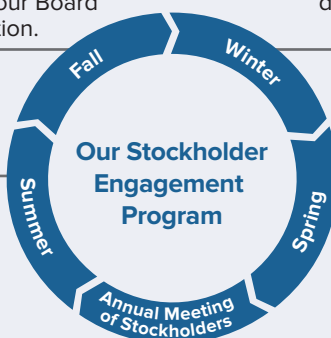 our Board
tion.
d
Fall
Winter
Our Stockholder
Engagement
Program
Summer
Spring
Annual Meeting
of Stockholders